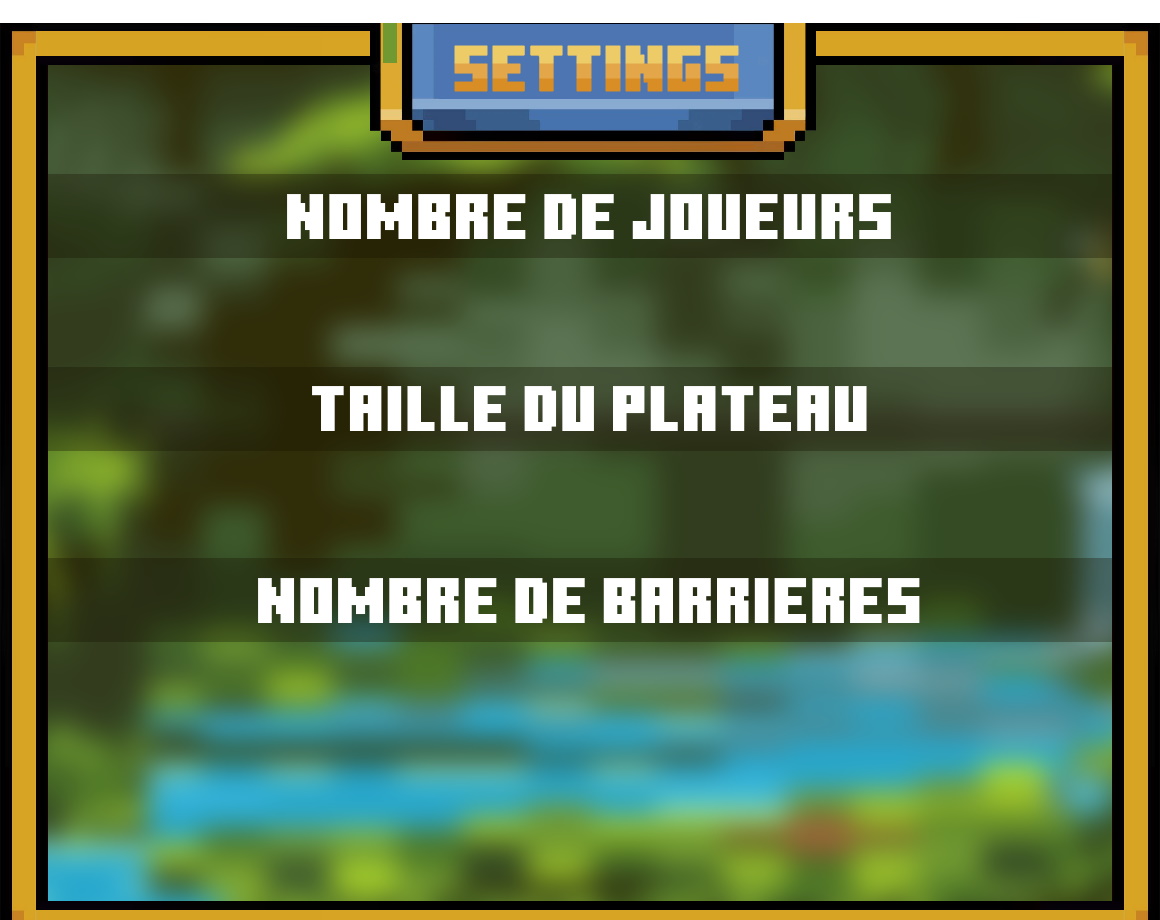 SETTINGS
NOMBRE DE JOUEURS
TAILLE DU PLATEAU
NOMBRE DE BARRIERES